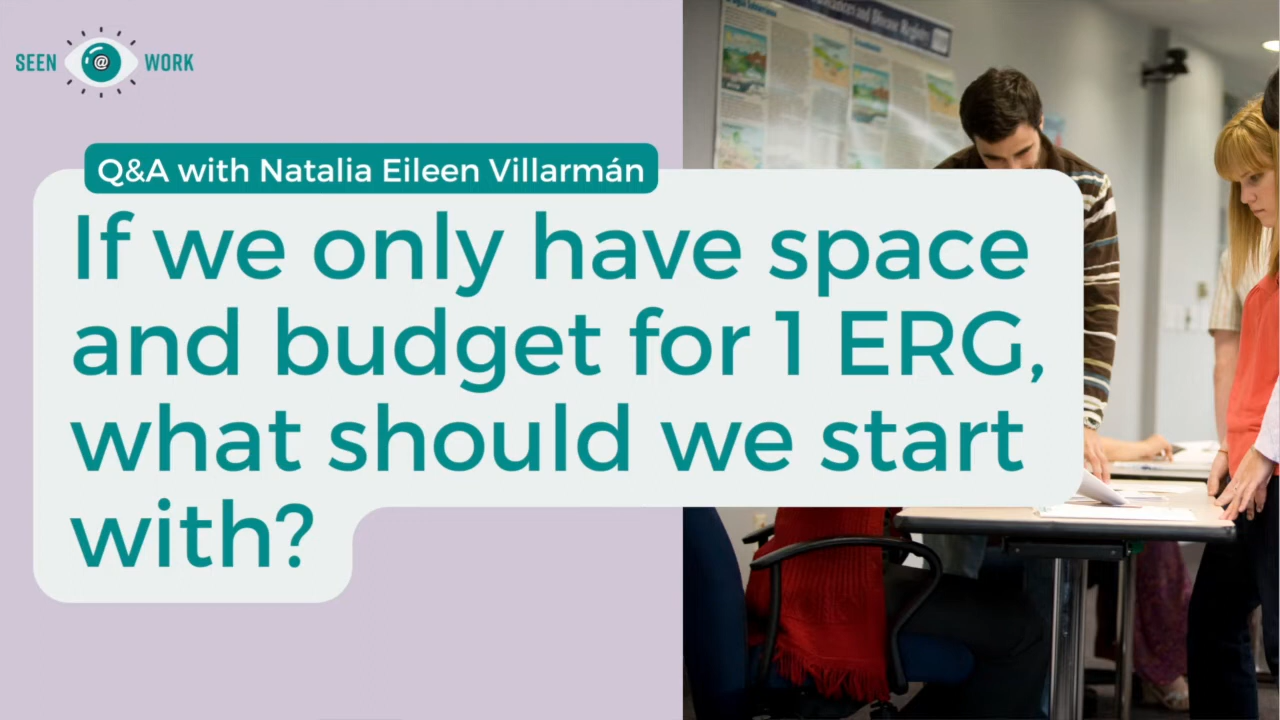 SEEN @ WORK
Q&A with Natalia Eileen Villarmán
If we only have space
and budget for 1 ERG,
what should we start
with?